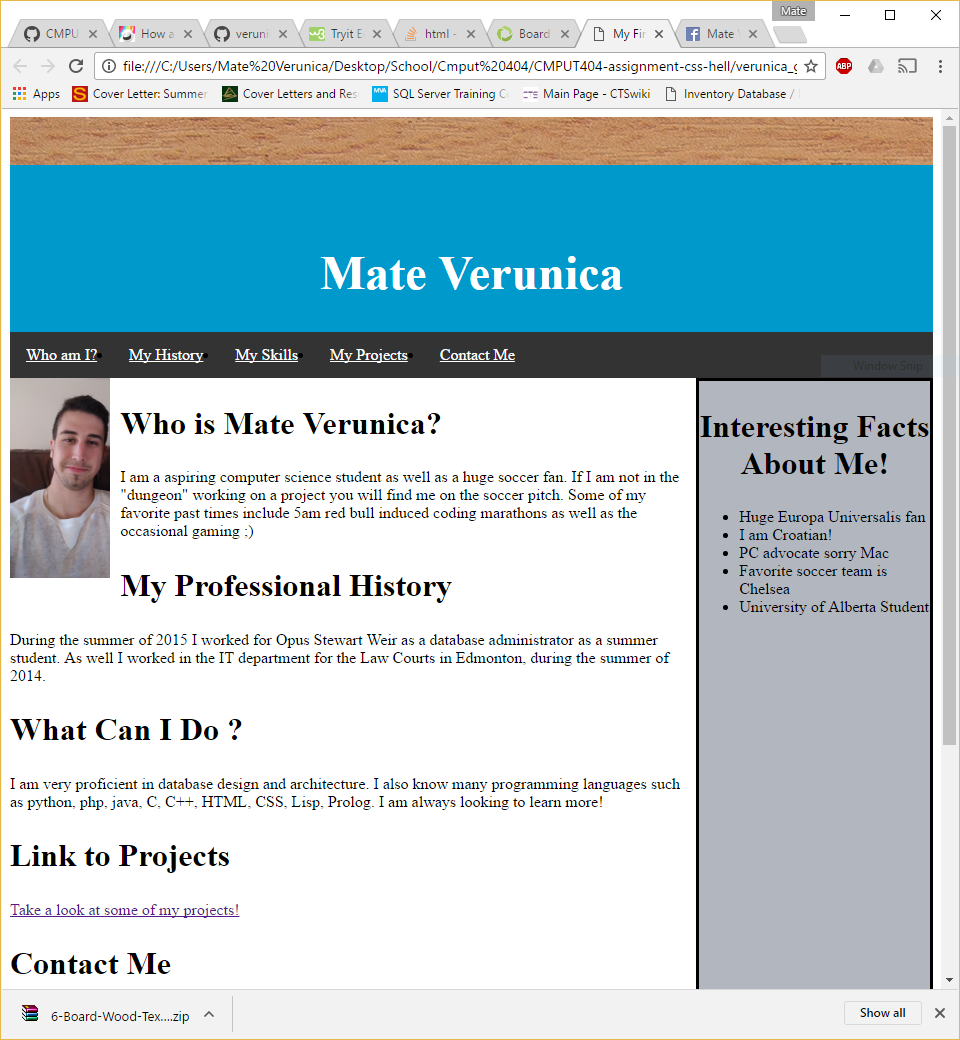 Mate
CMPU
How a
veruni
Tryit E
html -
Board
My Fir
Mate
file:///C:/Users/Mate%20Verunica/Desktop/School/Cmput%20404/CMPUT404-assignment-css-hell/verunica_g
ABP
Apps
Cover Letter: Summer
Cover Letters and Res
SQL Server Training C
Main Page - CTSwiki
Inventory Database /
Mate Verunica
Who am I?
My History
My Skills
My Projects
Contact Me
Window Snip
Who is Mate Verunica?
I am a aspiring computer science student as well as a huge soccer fan. If I am not in the
"dungeon" working on a project you will find me on the soccer pitch. Some of my
favorite past times include 5am red bull induced coding marathons as well as the
occasional gaming ;)
My Professional History
During the summer of 2015 I worked for Opus Stewart Weir as a database administrator as a summer
student. As well I worked in the IT department for the Law Courts in Edmonton, during the summer of
2014.
What Can I Do ?
I am very proficient in database design and architecture. I also know many programming languages such
as python, php, java, C, C++, HTML, CSS, Lisp, Prolog. I am always looking to learn more!
Link to Projects
Take a look at some of my projects!
Contact Me
Interesting Facts
About Me!
Huge Europa Universalis fan
I am Croatian!
PC advocate sorry Mac
Favorite soccer team is
Chelsea
University of Alberta Student
6-Board-Wood-Tex....zip
Show all